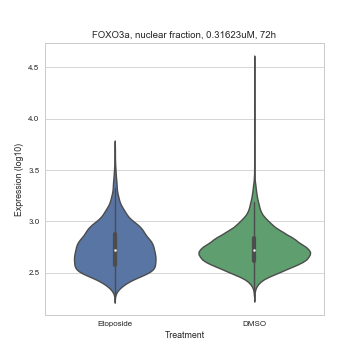 FOXO3a, nuclear fraction, 0.31623uM, 72h
4.5
4.0
3.5
3.0
2.5
Expression (log10)
Etoposide
DMSO
Treatment